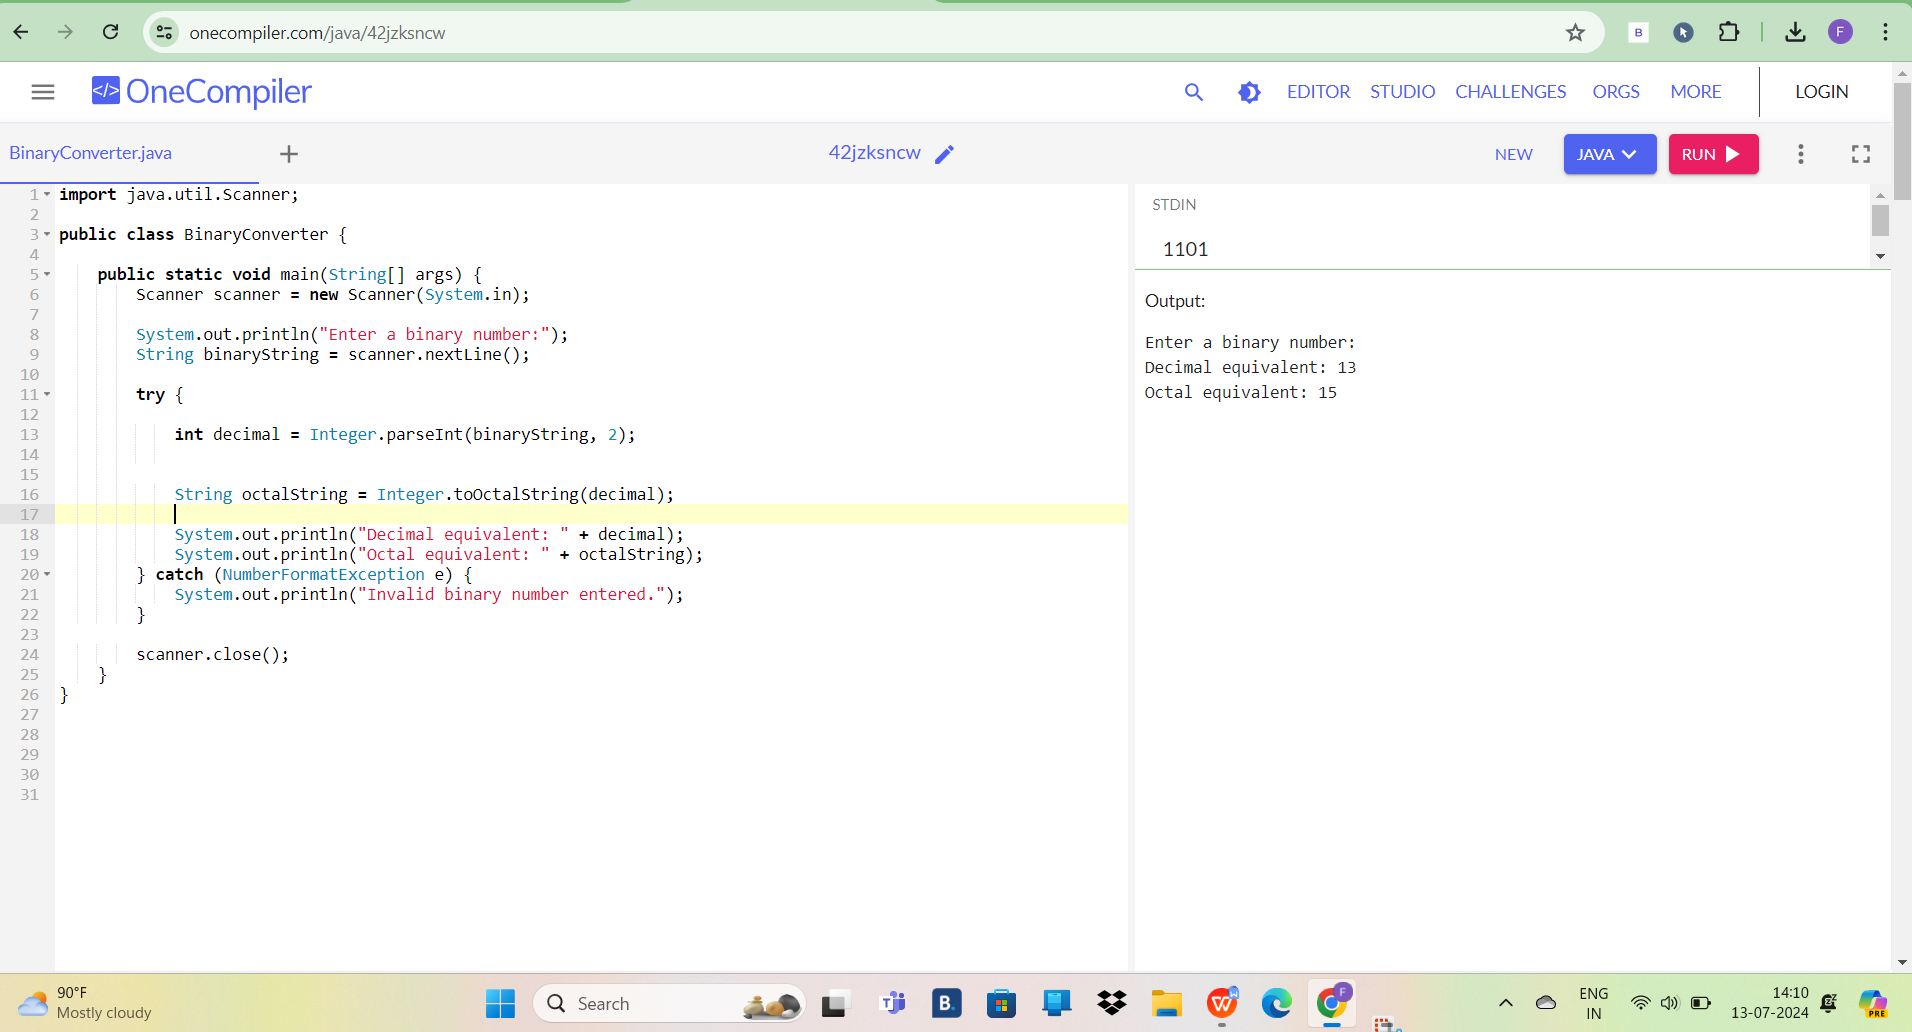 onecompiler.com/java/42jzksncw
B
F
</> OneCompiler
EDITOR STUDIO CHALLENGES ORGS MORE LOGIN
BinaryConverter.java
42jzksncw
NEW JAVA RUN
1 import java.util.Scanner;
2
3 public class BinaryConverter {
4
5 public static void main(String[] args) {
6 Scanner scanner = new Scanner(System.in);
7
8 System.out.println("Enter a binary number:");
9 String binaryString = scanner.nextLine();
10
11 try {
12
13 int decimal = Integer.parseInt(binaryString, 2);
14
15
16 String octalString = Integer.toOctalString(decimal);
17
18 System.out.println("Decimal equivalent: " + decimal);
19 System.out.println("Octal equivalent: " + octalString);
20 } catch (NumberFormatException e) {
21 System.out.println("Invalid binary number entered.");
22 }
23
24 scanner.close();
25 }
26 }
27
28
29
30
31
STDIN
1101
Output:
Enter a binary number:
Decimal equivalent: 13
Octal equivalent: 15
90°F
Mostly cloudy
Search
B.
W
F
PRE
ENG
IN
14:10
13-07-2024